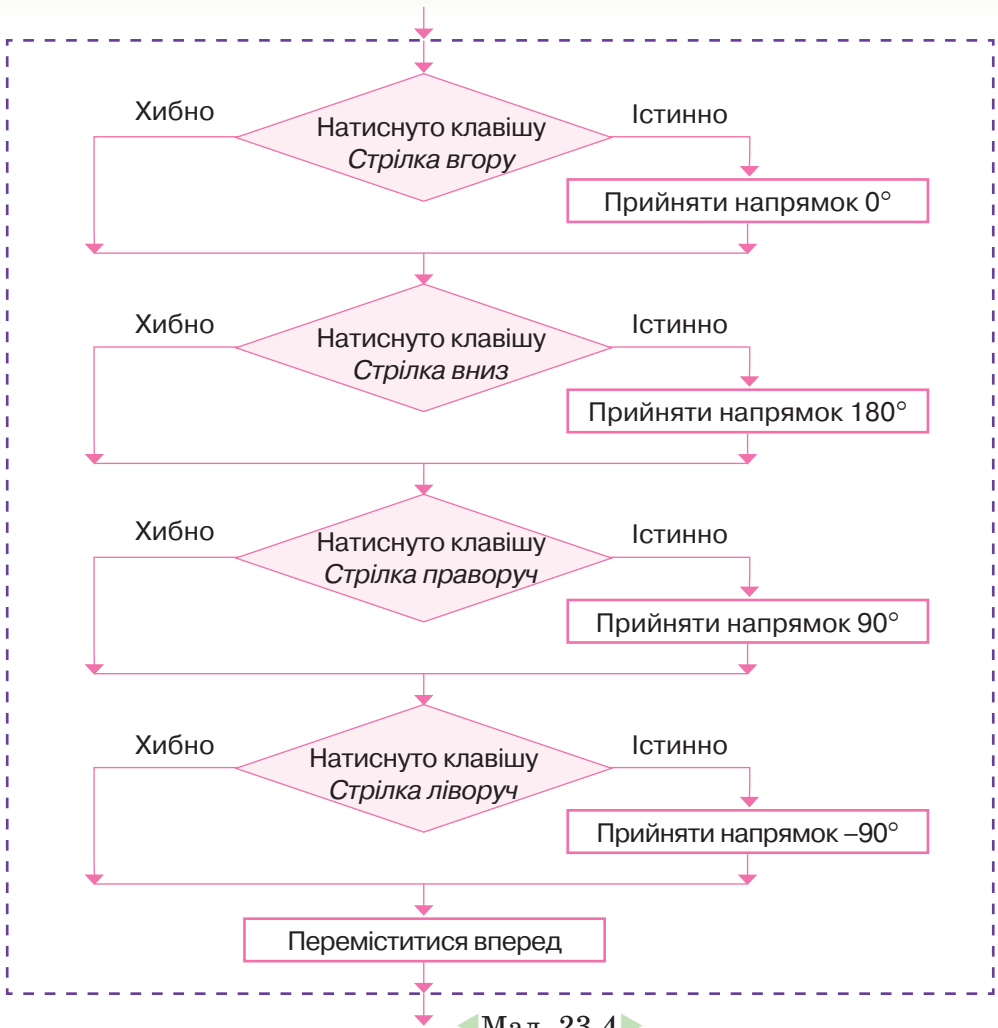 Хибно
Істинно
Натиснуто клавішу
Стрілка вгору
Прийняти напрямок 0°
Хибно
Істинно
Натиснуто клавішу
Стрілка вниз
Прийняти напрямок 180°
Хибно
Істинно
Натиснуто клавішу
Стрілка праворуч
Прийняти напрямок 90°
Хибно
Істинно
Натиснуто клавішу
Стрілка ліворуч
Прийняти напрямок –90°
Переміститися вперед
Мал. 23.4